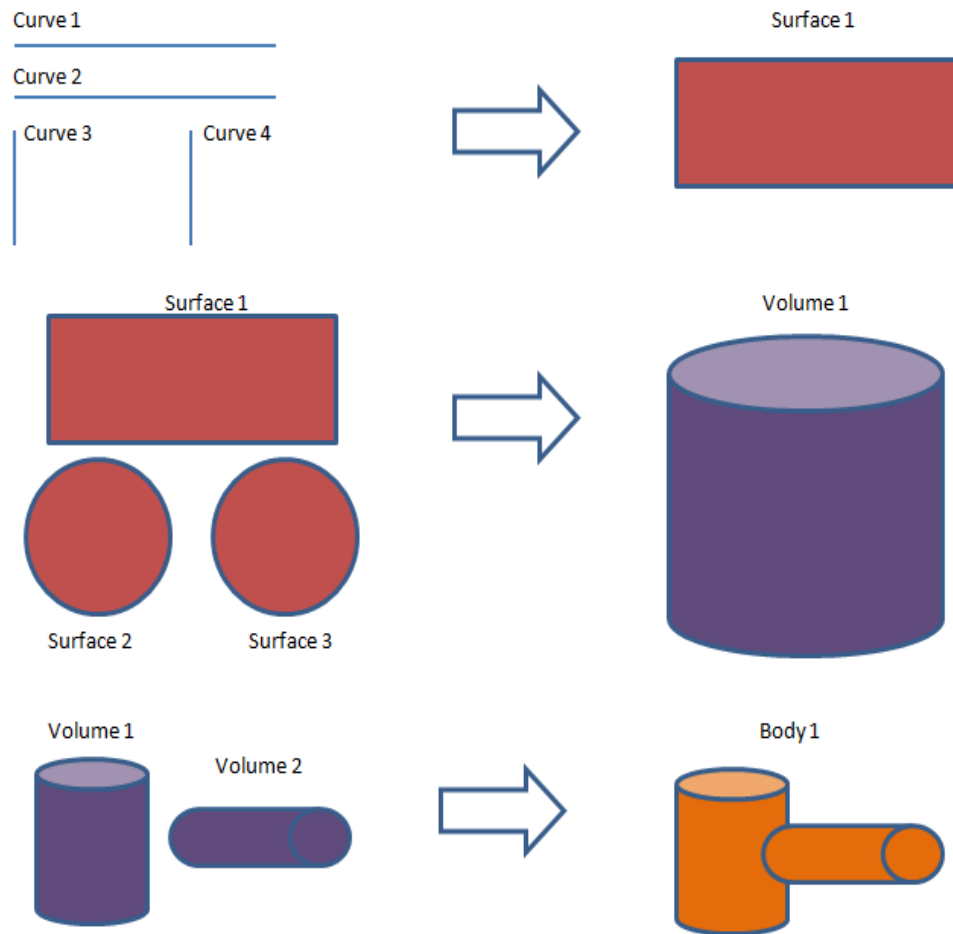 Curve 1
Surface 1
Curve 2
Curve 3
Curve 4
Surface 1
Volume 1
Surface 2
Surface 3
Volume 1
Volume 2
Body 1